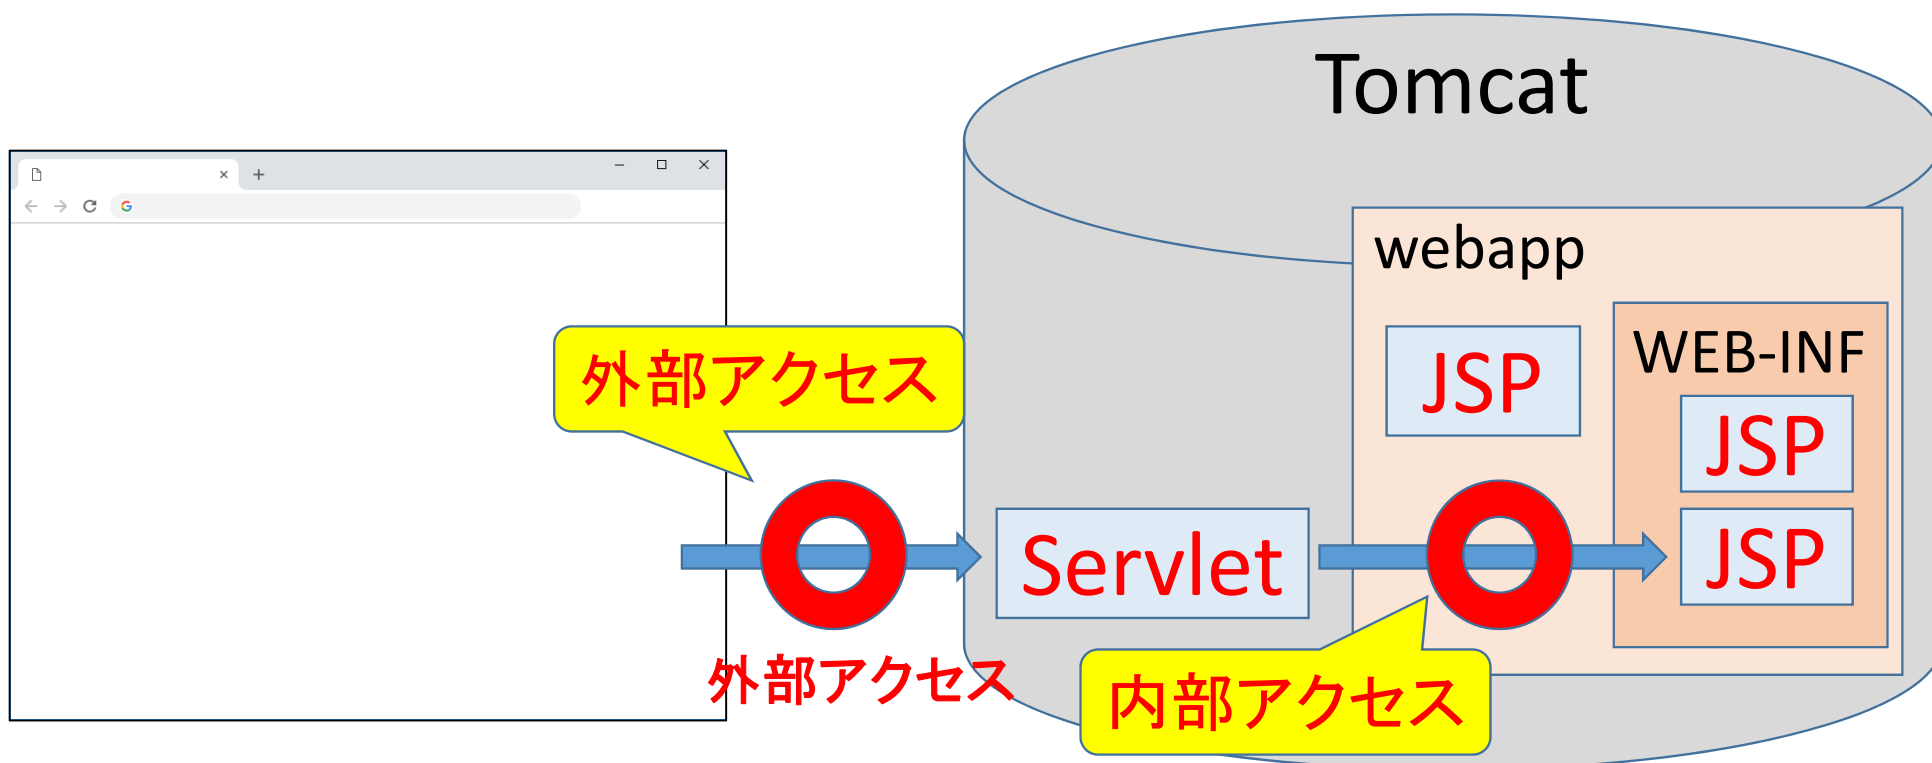 Tomcat
webapp
外部アクセス
JSP
WEB-INF
JSP
Servlet
JSP
外部アクセス
内部アクセス